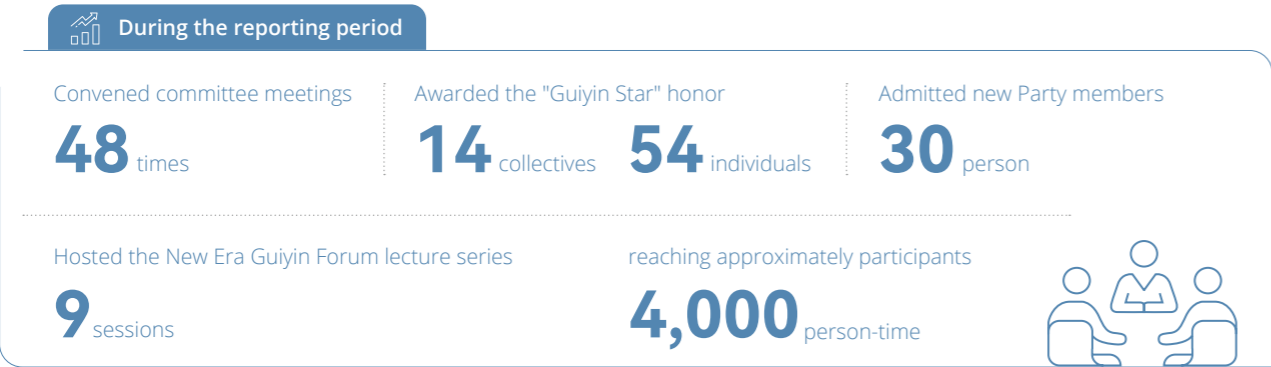 During the reporting period
Convened committee meetings
48 times
Awarded the "Guiyin Star" honor
14 collectives 54 individuals
Admitted new Party members
30 person
Hosted the New Era Guiyin Forum lecture series
9 sessions
reaching approximately participants
4,000 person-time